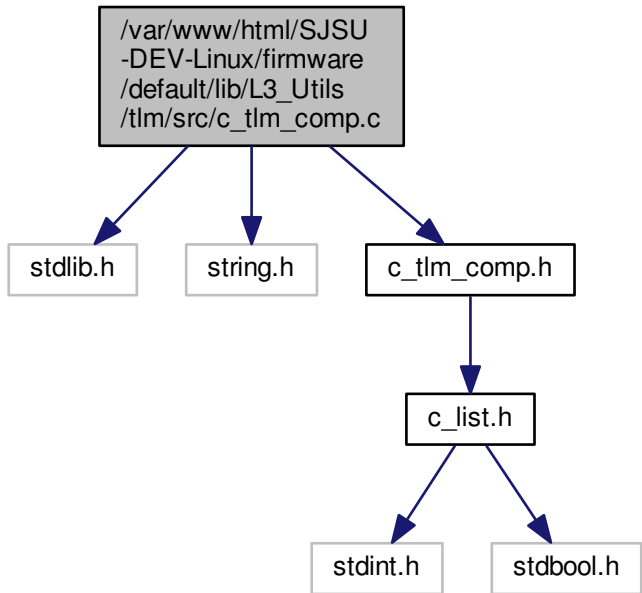 /var/www/html/SJSU
-DEV-Linux/firmware
/default/lib/L3_Utils
/tlm/src/c_tlm_comp.c
stdlib.h
string.h
c_tlm_comp.h
c_list.h
stdint.h
stdbool.h